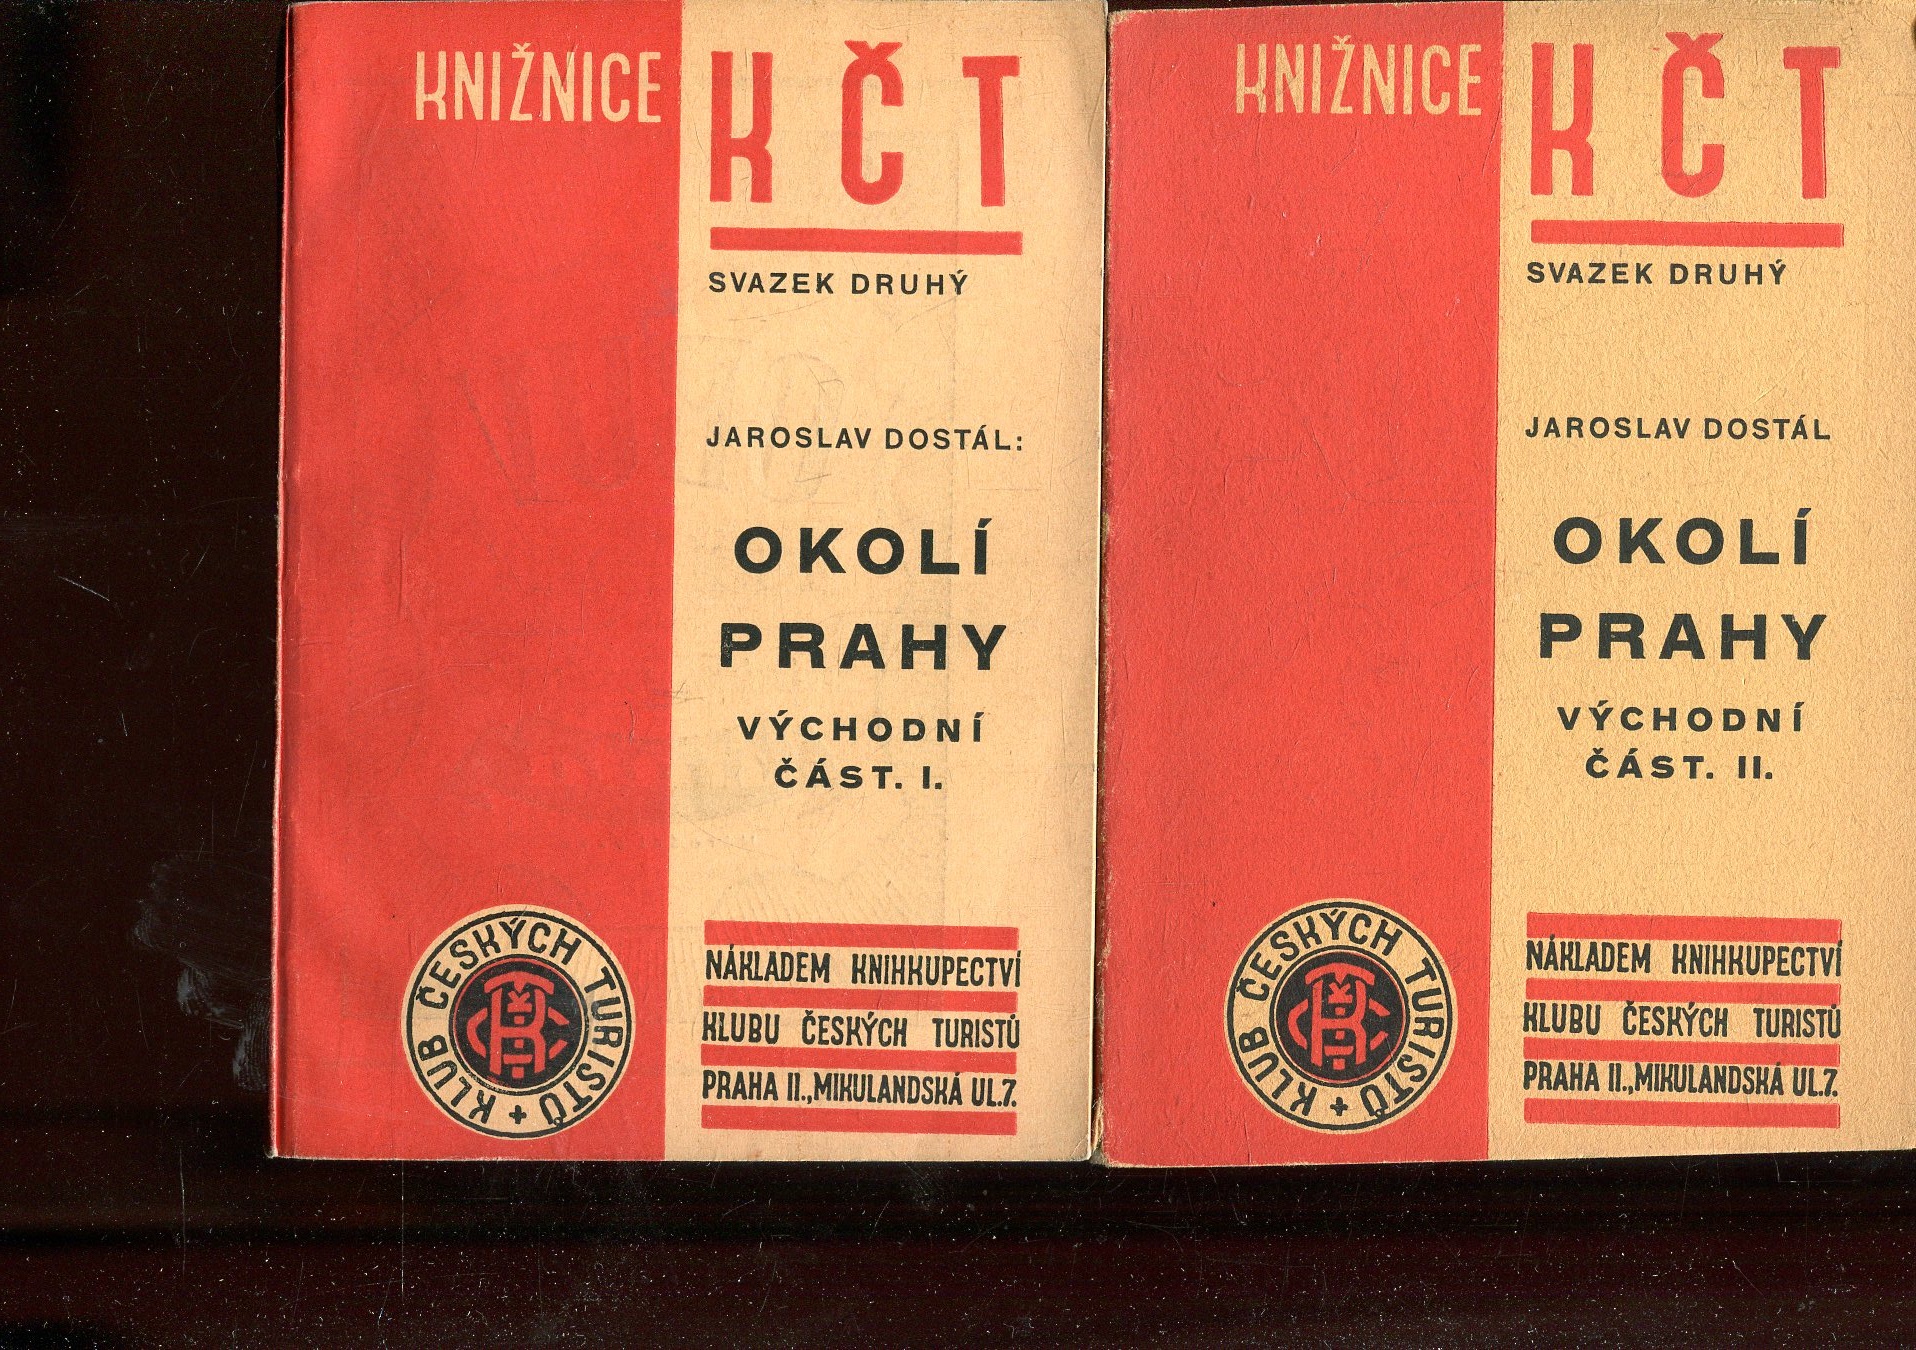 KNIŽNICE KČT
SVAZEK DRUHÝ
JAROSLAV DOSTÁL:
OKOLÍ
PRAHY
VÝCHODNÍ
ČÁST. I.
KLUB ČESKÝCH TURISTŮ +
KČT
NÁKLADEM KNIHKUPECTVÍ
KLUBU ČESKÝCH TURISTŮ
PRAHA II., MIKULANDSKÁ UL. 7.
KNIŽNICE KČT
SVAZEK DRUHÝ
JAROSLAV DOSTÁL
OKOLÍ
PRAHY
VÝCHODNÍ
ČÁST. II.
KLUB ČESKÝCH TURISTŮ +
KČT
NÁKLADEM KNIHKUPECTVÍ
KLUBU ČESKÝCH TURISTŮ
PRAHA II., MIKULANDSKÁ UL. 7.